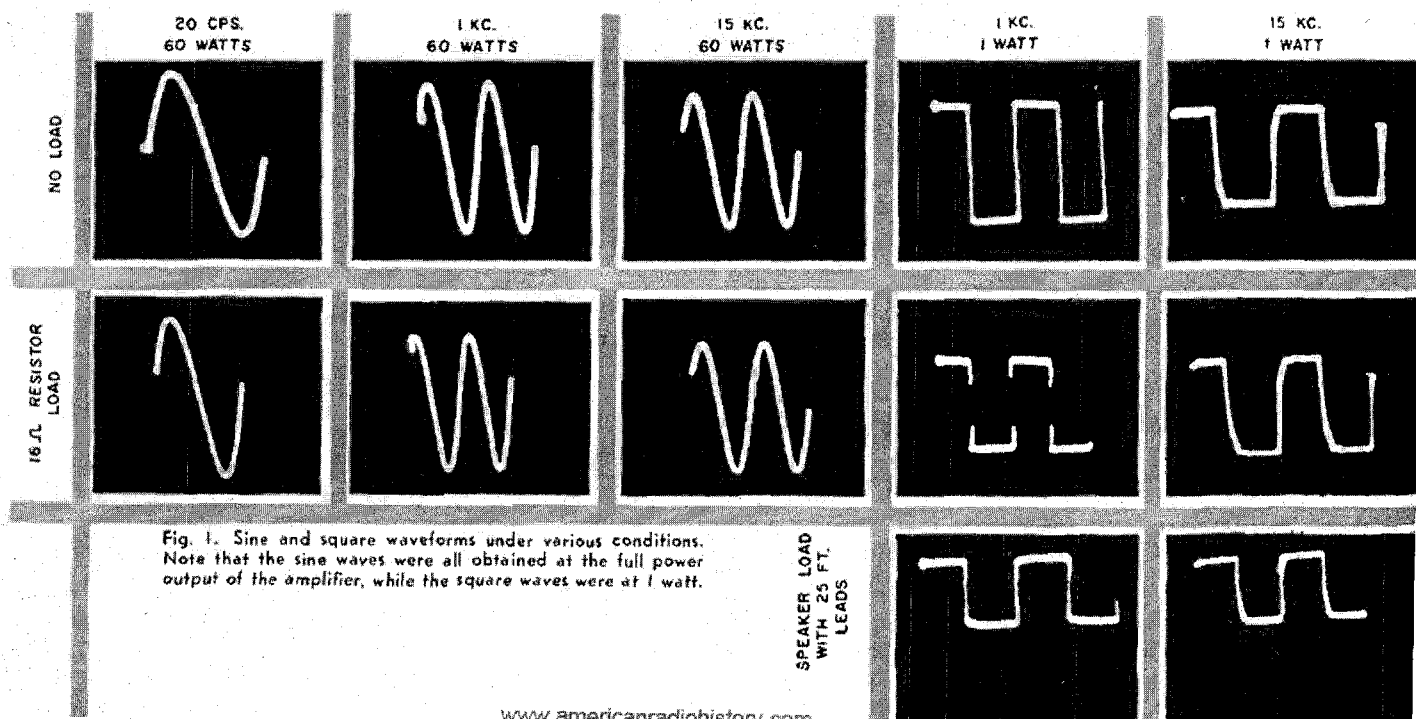 20 CPS.
60 WATTS
1 KC.
60 WATTS
15 KC.
60 WATTS
1 KC.
1 WATT
15 KC.
1 WATT
NO LOAD
16 Ω RESISTOR
LOAD
Fig. 1. Sine and square waveforms under various conditions.
Note that the sine waves were all obtained at the full power
output of the amplifier, while the square waves were at 1 watt.
SPEAKER LOAD
WITH 25 FT.
LEADS
www.americanradiohistory.com